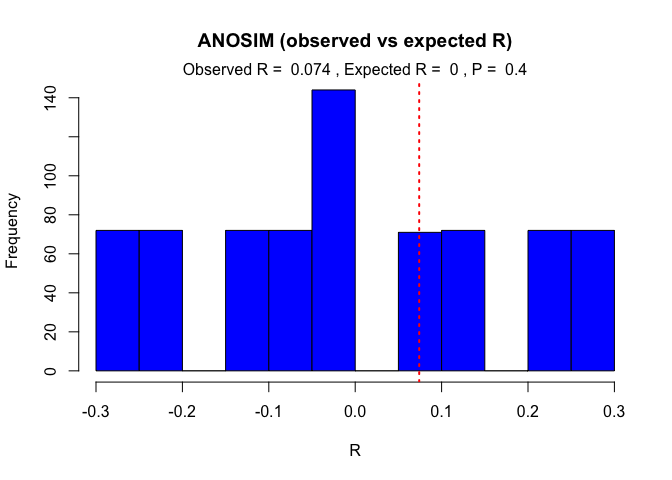 ANOSIM (observed vs expected R)
Observed R =  0.074 , Expected R =  0 , P =  0.4
Frequency
140
100
80
60
40
20
0
-0.3 -0.2 -0.1 0.0 0.1 0.2 0.3
R